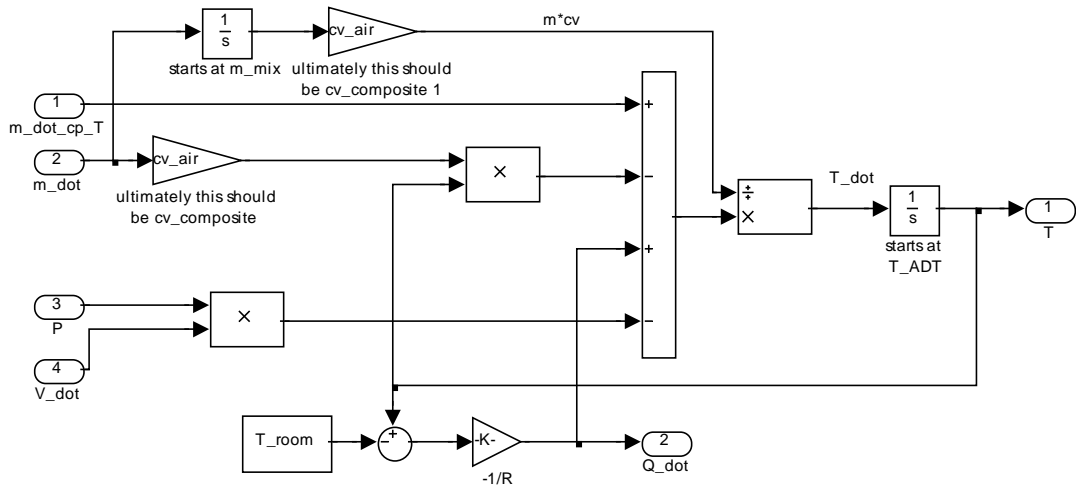 m*cv
1
s
cv_air
starts at m_mix
ultimately this should
be cv_composite 1
1
m_dot_cp_T
+
2
m_dot
cv_air
ultimately this should
be cv_composite
×
−
÷
×
T_dot
1
s
starts at
T_ADT
1
T
+
3
P
×
−
4
V_dot
T_room
+
−
-K-
-1/R
2
Q_dot